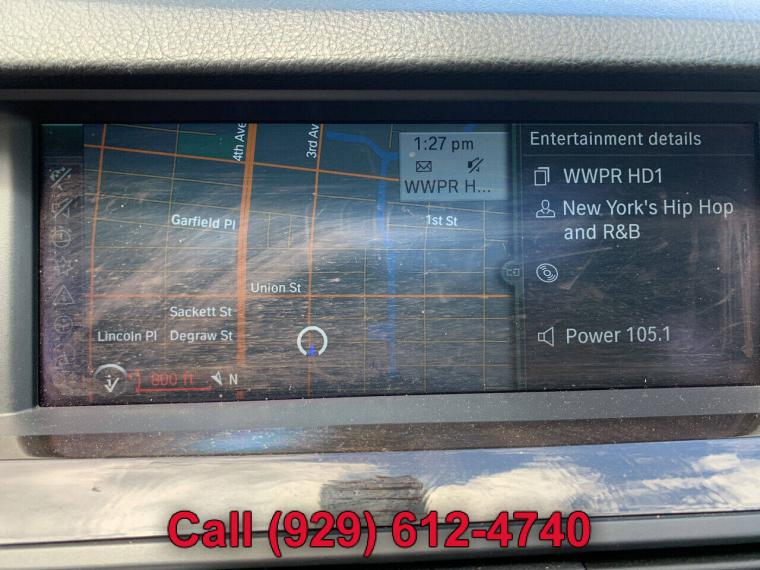 4th Ave
3rd Av
1:27 pm
WWPR H...
Garfield Pl
1st St
Union St
Sackett St
Lincoln Pl
Degraw St
800 ft
N
Entertainment details
WWPR HD1
New York's Hip Hop
and R&B
Power 105.1
Call (929) 612-4740